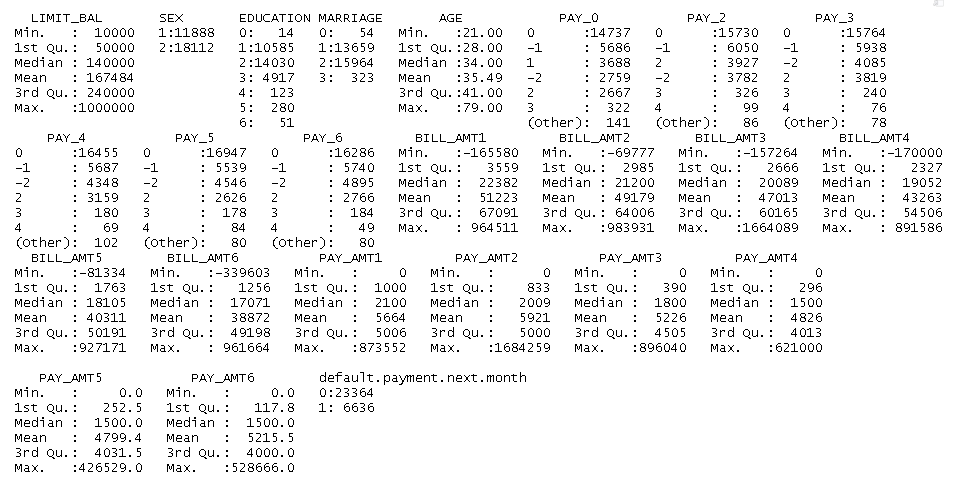 LIMIT_BAL SEX EDUCATION MARRIAGE AGE PAY_0 PAY_2 PAY_3
Min. : 10000 1:11888 0: 14 0: 54 Min. :21.00 0 :14737 0 :15730 0 :15764
1st Qu.: 50000 2:18112 1:10585 1:13659 1st Qu.:28.00 -1 : 5686 -1 : 6050 -1 : 5938
Median : 140000 2:14030 2:15964 Median :34.00 1 : 3688 2 : 3927 -2 : 4085
Mean : 167484 3: 4917 3: 323 Mean :35.49 -2 : 2759 -2 : 3782 2 : 3819
3rd Qu.: 240000 4: 123 3rd Qu.:41.00 2 : 2667 3 : 326 3 : 240
Max. :1000000 5: 280 Max. :79.00 3 : 322 4 : 99 4 : 76
6: 51 (Other): 141 (Other): 86 (Other): 78
PAY_4 PAY_5 PAY_6 BILL_AMT1 BILL_AMT2 BILL_AMT3 BILL_AMT4
0 :16455 0 :16947 0 :16286 Min. :-165580 Min. :-69777 Min. :-157264 Min. :-170000
-1 : 5687 -1 : 5539 -1 : 5740 1st Qu.: 3559 1st Qu.: 2985 1st Qu.: 2666 1st Qu.: 2327
-2 : 4348 -2 : 4546 -2 : 4895 Median : 22382 Median : 21200 Median : 20089 Median : 19052
2 : 3159 2 : 2626 2 : 2766 Mean : 51223 Mean : 49179 Mean : 47013 Mean : 43263
3 : 180 3 : 178 3 : 184 3rd Qu.: 67091 3rd Qu.: 64006 3rd Qu.: 60165 3rd Qu.: 54506
4 : 69 4 : 84 4 : 49 Max. : 964511 Max. :983931 Max. :1664089 Max. : 891586
(Other): 102 (Other): 80 (Other): 80
BILL_AMT5 BILL_AMT6 PAY_AMT1 PAY_AMT2 PAY_AMT3 PAY_AMT4
Min. :-81334 Min. :-339603 Min. : 0 Min. : 0 Min. : 0 Min. : 0
1st Qu.: 1763 1st Qu.: 1256 1st Qu.: 1000 1st Qu.: 833 1st Qu.: 390 1st Qu.: 296
Median : 18105 Median : 17071 Median : 2100 Median : 2009 Median : 1800 Median : 1500
Mean : 40311 Mean : 38872 Mean : 5664 Mean : 5921 Mean : 5226 Mean : 4826
3rd Qu.: 50191 3rd Qu.: 49198 3rd Qu.: 5006 3rd Qu.: 5000 3rd Qu.: 4505 3rd Qu.: 4013
Max. :927171 Max. : 961664 Max. :873552 Max. :1684259 Max. :896040 Max. :621000
PAY_AMT5 PAY_AMT6 default.payment.next.month
Min. : 0.0 Min. : 0.0 0:23364
1st Qu.: 252.5 1st Qu.: 117.8 1: 6636
Median : 1500.0 Median : 1500.0
Mean : 4799.4 Mean : 5215.5
3rd Qu.: 4031.5 3rd Qu.: 4000.0
Max. :426529.0 Max. :528666.0